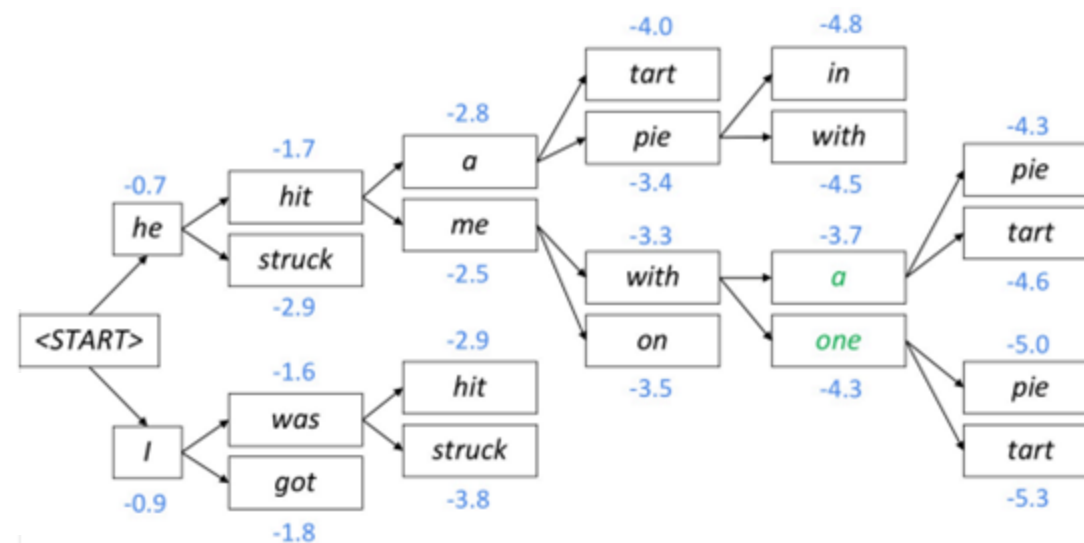 -4.0
-4.8
tart
in
-2.8
-4.3
-1.7
a
pie
with
pie
-0.7
hit
-3.4
-4.5
he
me
-3.3
-3.7
tart
struck
-2.5
with
a
-4.6
-2.9
<START>
-2.9
on
one
-5.0
-1.6
hit
-3.5
-4.3
pie
was
I
struck
tart
got
-0.9
-3.8
-5.3
-1.8